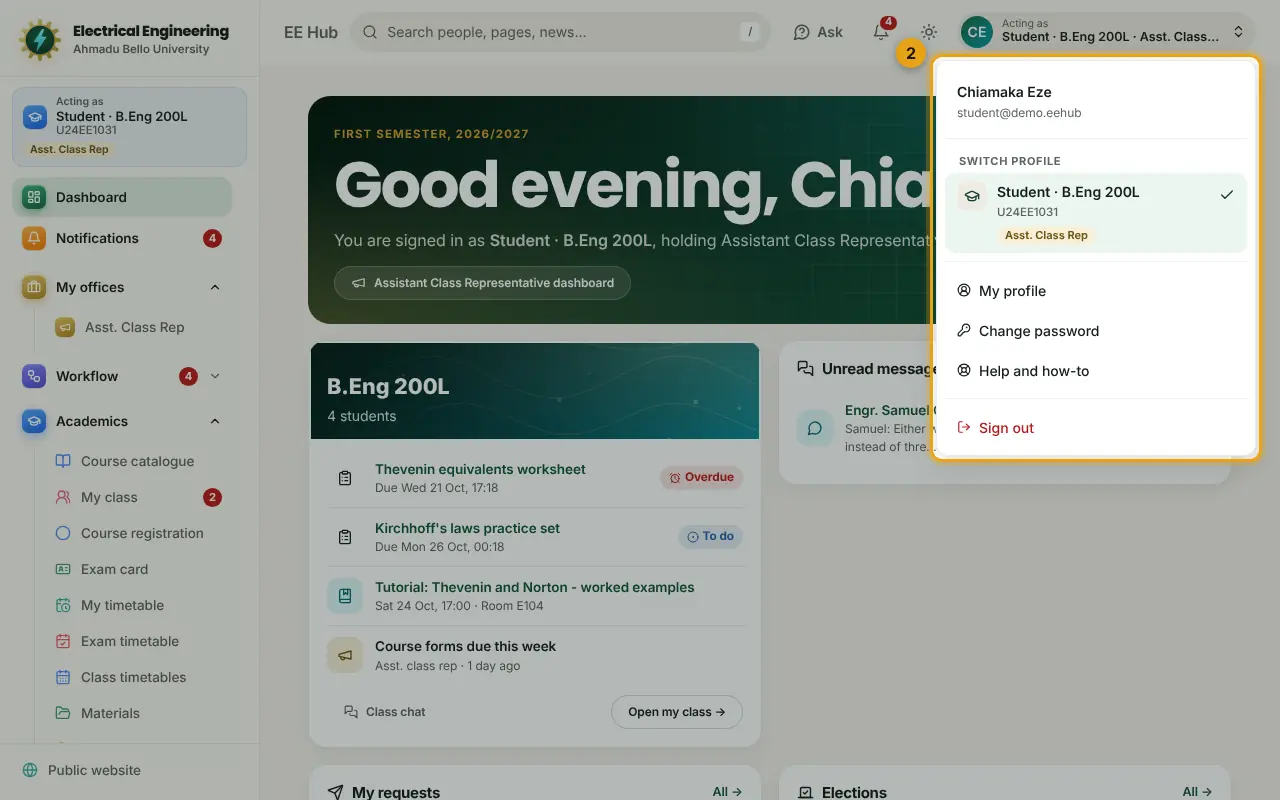 Electrical Engineering
Ahmadu Bello University
Acting as
Student · B.Eng 200L
U24EE1031
Asst. Class Rep
Dashboard
Notifications 4
My offices
Asst. Class Rep
Workflow 4
Academics
Course catalogue
My class 2
Course registration
Exam card
My timetable
Exam timetable
Class timetables
Materials
Public website
EE Hub
Search people, pages, news... /
Ask
4
CE
Acting as
Student · B.Eng 200L · Asst. Class...
2
FIRST SEMESTER, 2026/2027
Good evening, Chia
You are signed in as Student · B.Eng 200L, holding Assistant Class Representat
Assistant Class Representative dashboard
B.Eng 200L
4 students
Thevenin equivalents worksheet
Due Wed 21 Oct, 17:18
Overdue
Kirchhoff's laws practice set
Due Mon 26 Oct, 00:18
To do
Tutorial: Thevenin and Norton - worked examples
Sat 24 Oct, 17:00 · Room E104
Course forms due this week
Asst. class rep · 1 day ago
Class chat
Open my class →
Unread message
Engr. Samuel
Samuel: Either
instead of thre...
Chiamaka Eze
student@demo.eehub
SWITCH PROFILE
Student · B.Eng 200L
U24EE1031
Asst. Class Rep
My profile
Change password
Help and how-to
Sign out
My requests
All →
Elections
All →